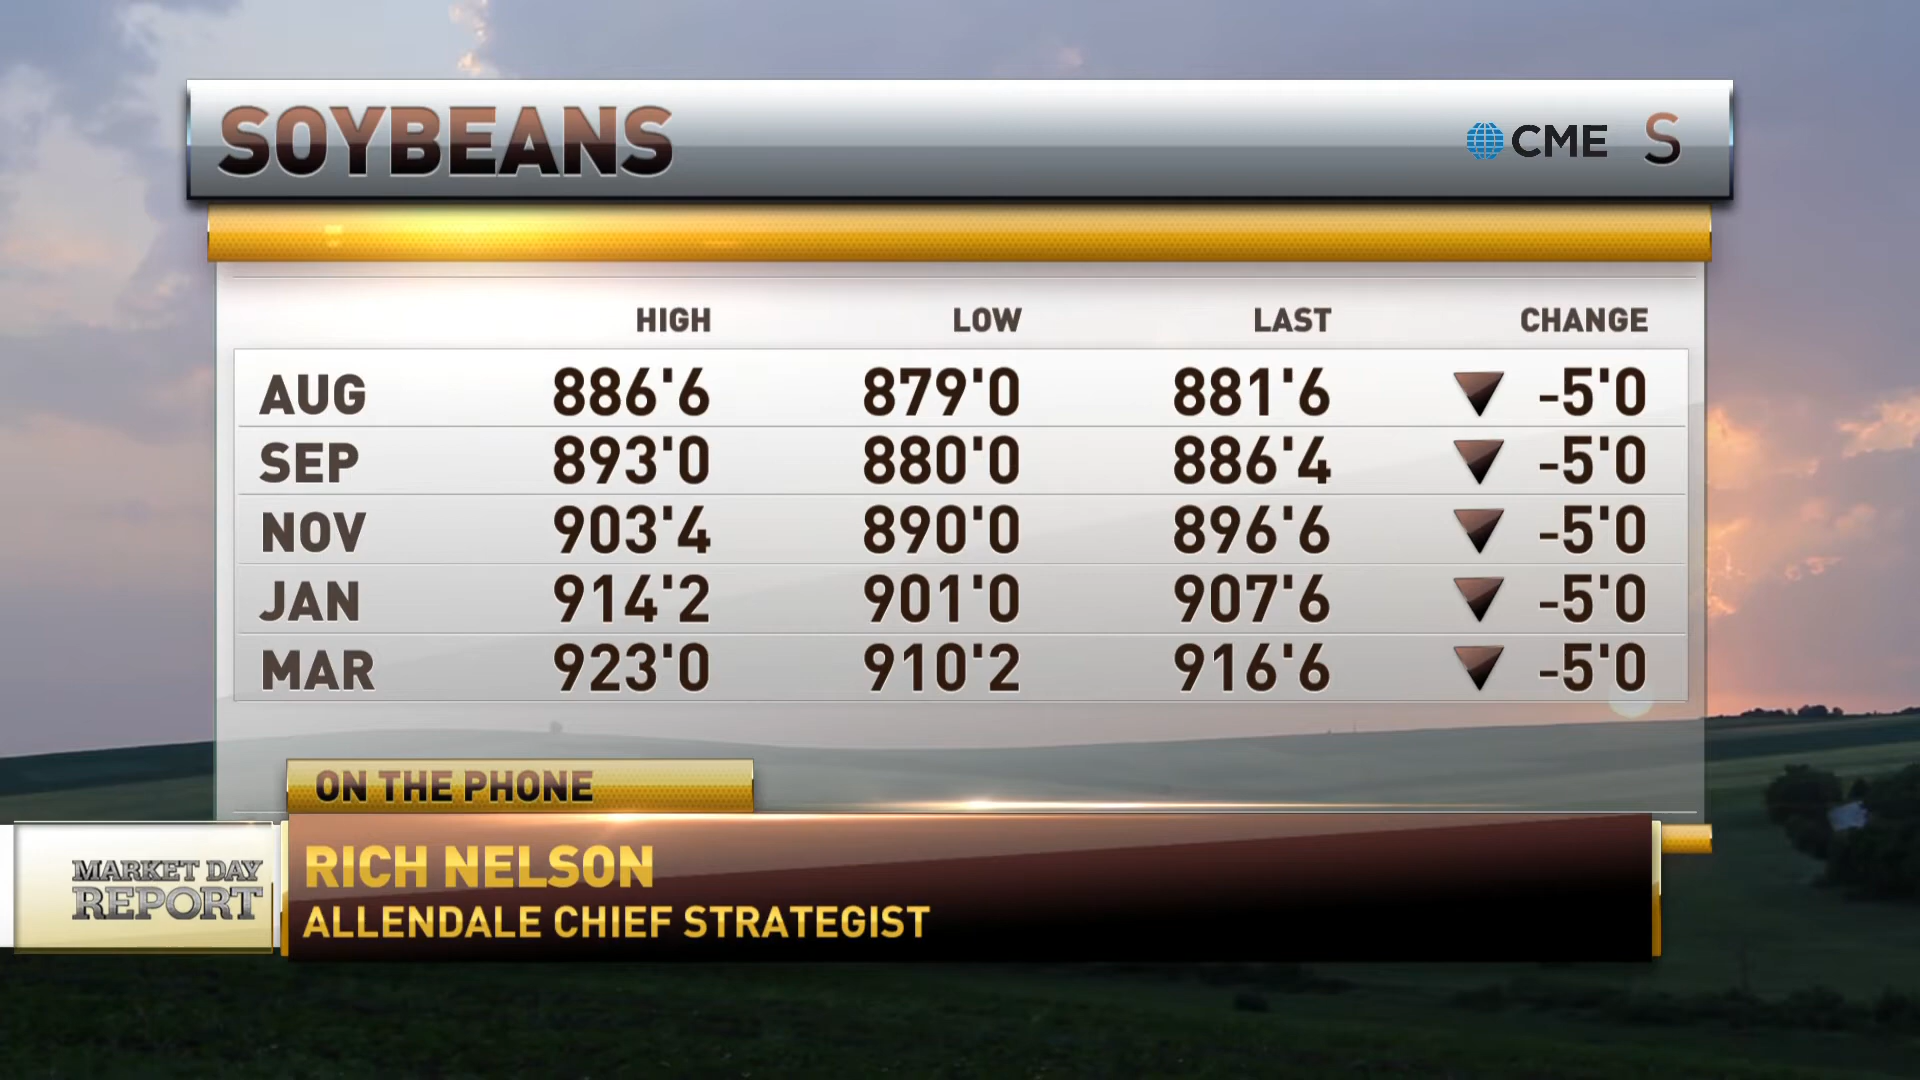 SOYBEANS CME S
HIGH LOW LAST CHANGE
AUG 886'6 879'0 881'6 -5'0
SEP 893'0 880'0 886'4 -5'0
NOV 903'4 890'0 896'6 -5'0
JAN 914'2 901'0 907'6 -5'0
MAR 923'0 910'2 916'6 -5'0
ON THE PHONE
MARKET DAY
REPORT
RICH NELSON
ALLENDALE CHIEF STRATEGIST